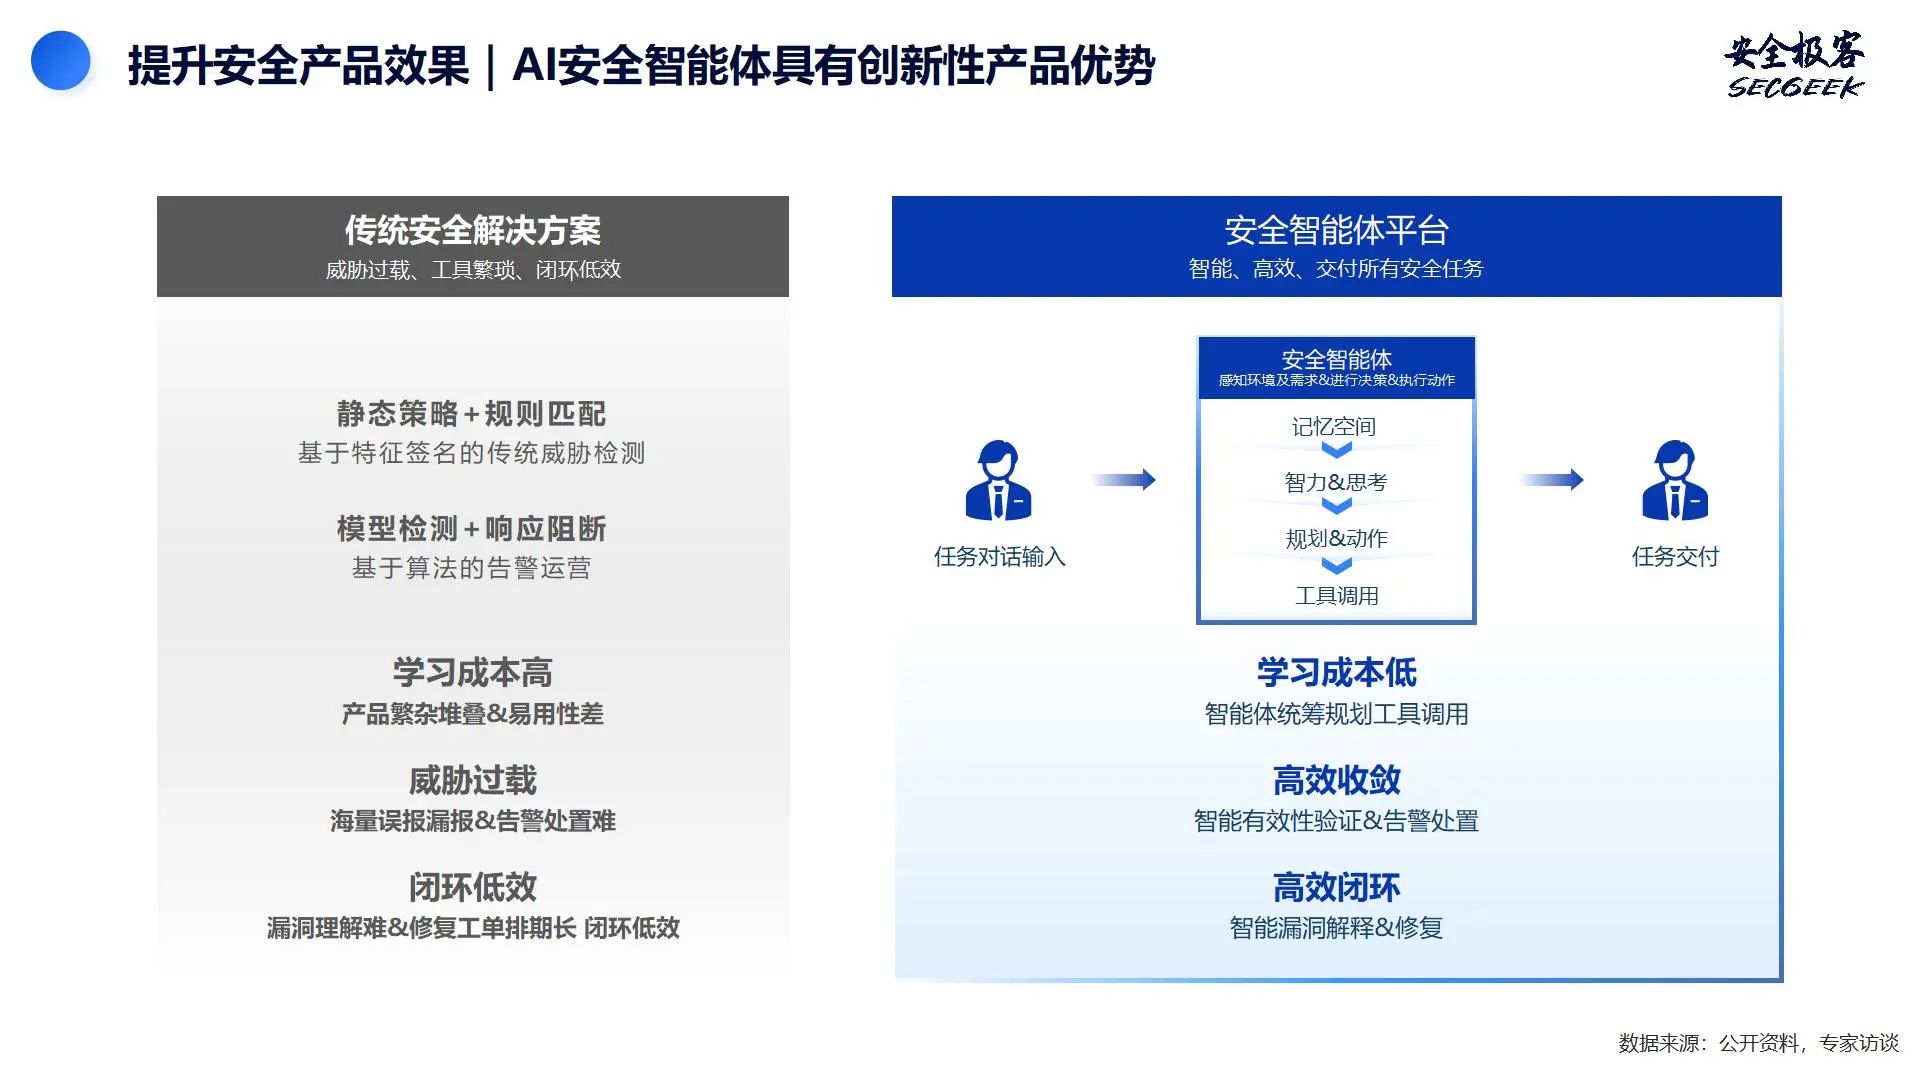 提升安全产品效果｜AI安全智能体具有创新性产品优势
安全极客
SECGEEK
传统安全解决方案
威胁过载、工具繁琐、闭环低效
静态策略+规则匹配
基于特征签名的传统威胁检测
模型检测+响应阻断
基于算法的告警运营
学习成本高
产品繁杂堆叠&易用性差
威胁过载
海量误报漏报&告警处置难
闭环低效
漏洞理解难&修复工单排期长 闭环低效
安全智能体平台
智能、高效、交付所有安全任务
任务对话输入
安全智能体
感知环境及需求&进行决策&执行动作
记忆空间
智力&思考
规划&动作
工具调用
任务交付
学习成本低
智能体统筹规划工具调用
高效收敛
智能有效性验证&告警处置
高效闭环
智能漏洞解释&修复
数据来源：公开资料，专家访谈